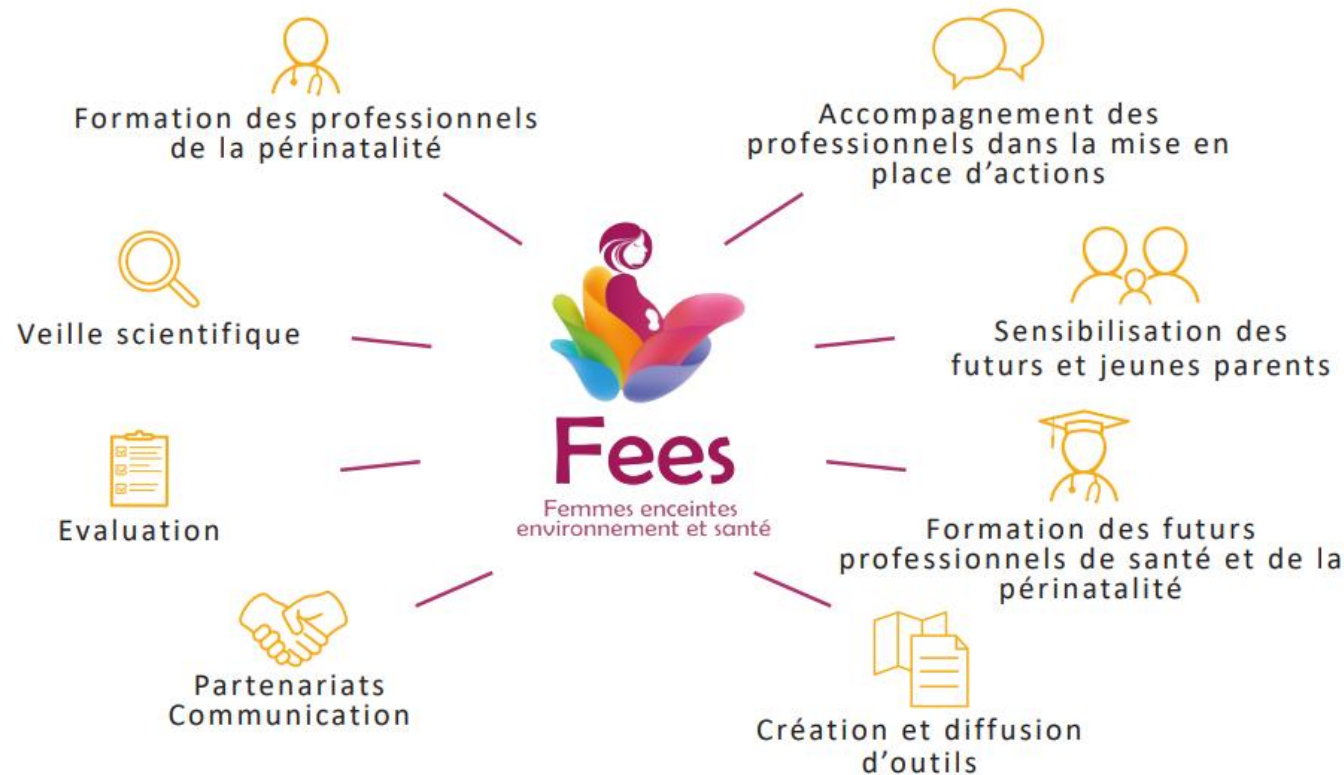 Formation des professionnels
de la périnatalité
Accompagnement des
professionnels dans la mise en
place d'actions
Veille scientifique
Sensibilisation des
futurs et jeunes parents
Fees
Femmes enceintes
environnement et santé
Evaluation
Formation des futurs
professionnels de santé et de la
périnatalité
Partenariats
Communication
Création et diffusion
d'outils